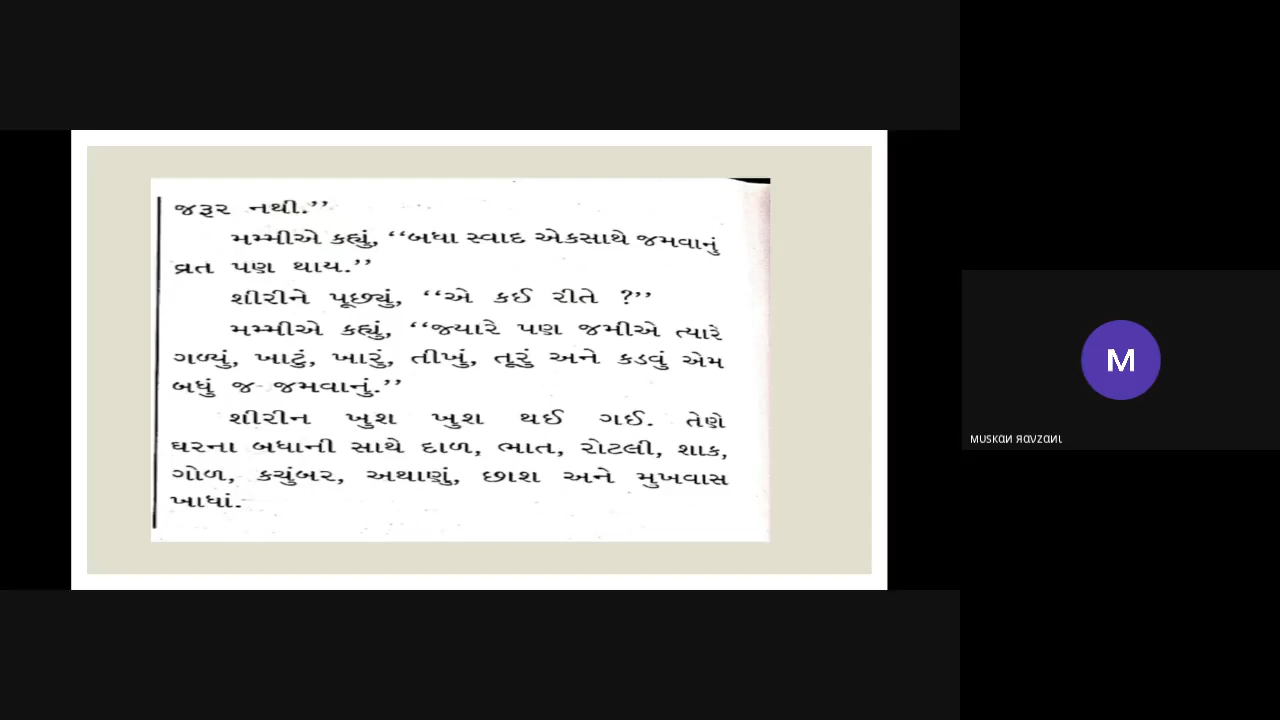 જરૂર નથી.’’
મમ્મીએ કહ્યું, ‘‘બધા સ્વાદ એકસાથે જમવાનું
વ્રત પણ થાય.’’
શીરીને પૂછ્યું, ‘‘એ કઈ રીતે ?’’
મમ્મીએ કહ્યું, ‘‘જ્યારે પણ જમીએ ત્યારે
ગળ્યું, ખાટું, ખારું, તીખું, તૂરું અને કડવું એમ
બધું જ જમવાનું.’’
શીરીન ખુશ ખુશ થઈ ગઈ. તેણે
ઘરના બધાની સાથે દાળ, ભાત, રોટલી, શાક,
ગોળ, કચુંબર, અથાણું, છાશ અને મુખવાસ
ખાધાં.
M
MUSKAN RAVZANI